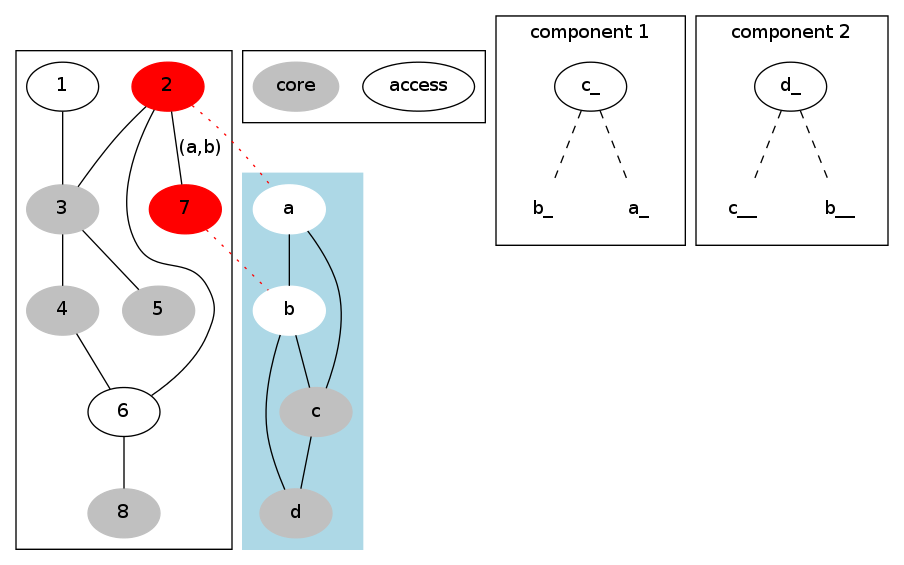 1
2
(a,b)
3
7
4
5
6
8
core
access
a
b
c
d
component 1
c_
b_
a_
component 2
d_
c__
b__